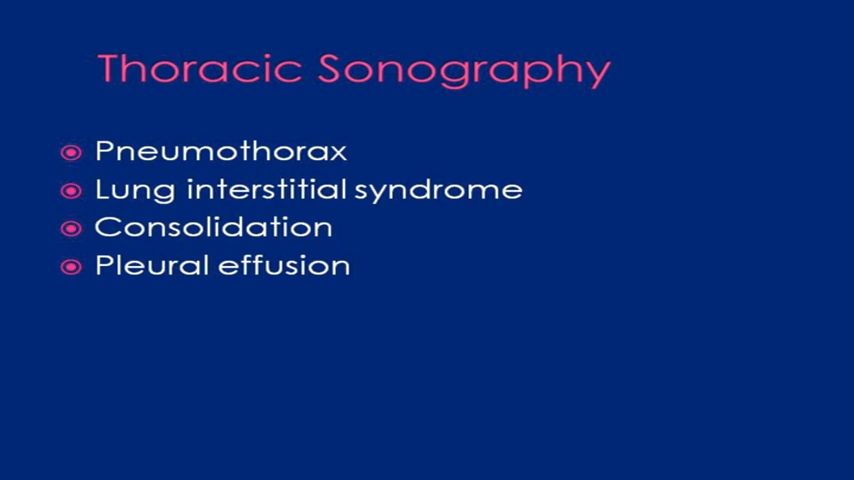 Thoracic Sonography
Pneumothorax
Lung interstitial syndrome
Consolidation
Pleural effusion